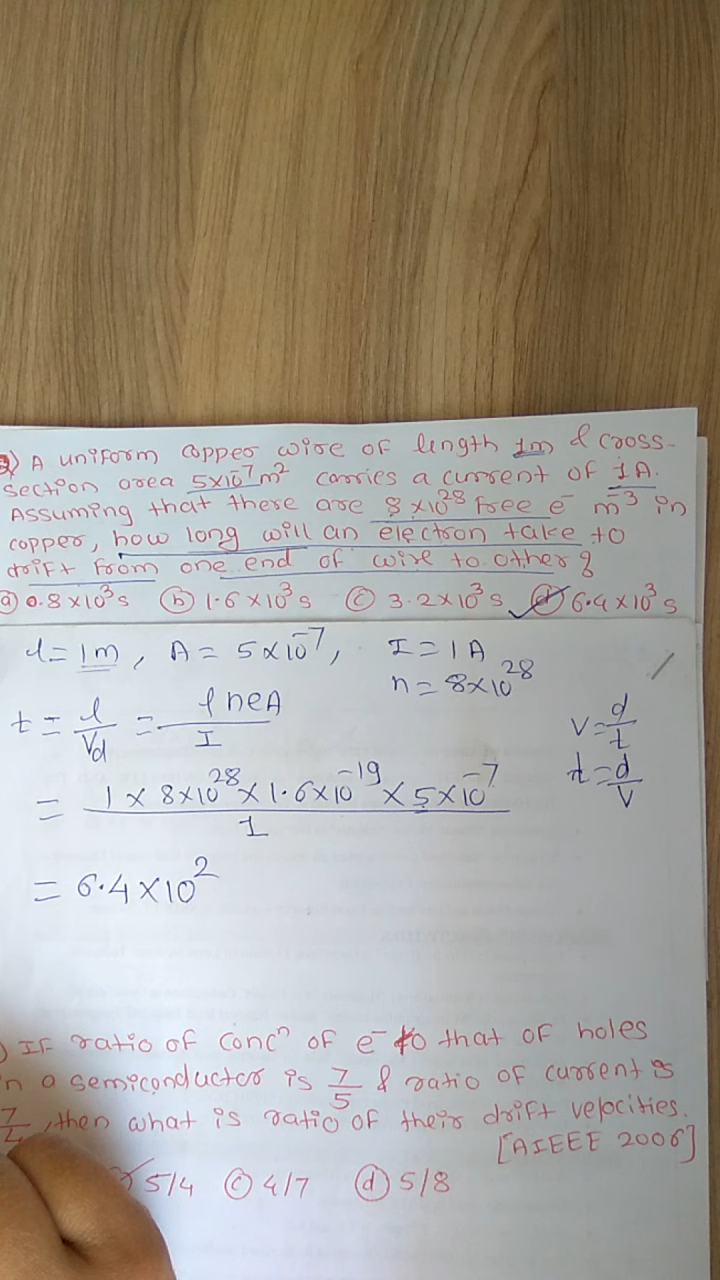 ) A uniform copper wire of length 1m & cross-
section area 5×10⁻⁷m² carries a current of 1A.
Assuming that there are 8×10²⁸ free e⁻ m⁻³ in
copper, how long will an electron take to
drift from one end of wire to other ?
(a) 0.8×10³s (b) 1.6×10³s (c) 3.2×10³s (d) 6.4×10³s
l = 1m, A = 5×10⁻⁷, I = 1A
n = 8×10²⁸
t = l/Vd = lneA/I
v = d/t
t = d/v
= 1 × 8×10²⁸ × 1.6×10⁻¹⁹ × 5×10⁻⁷ / 1
= 6.4×10²
) If ratio of concⁿ of e⁻ to that of holes
in a semiconductor is 7/5 & ratio of current is
7/4, then what is ratio of their drift velocities.
[AIEEE 2006]
5/4 (c) 4/7 (d) 5/8